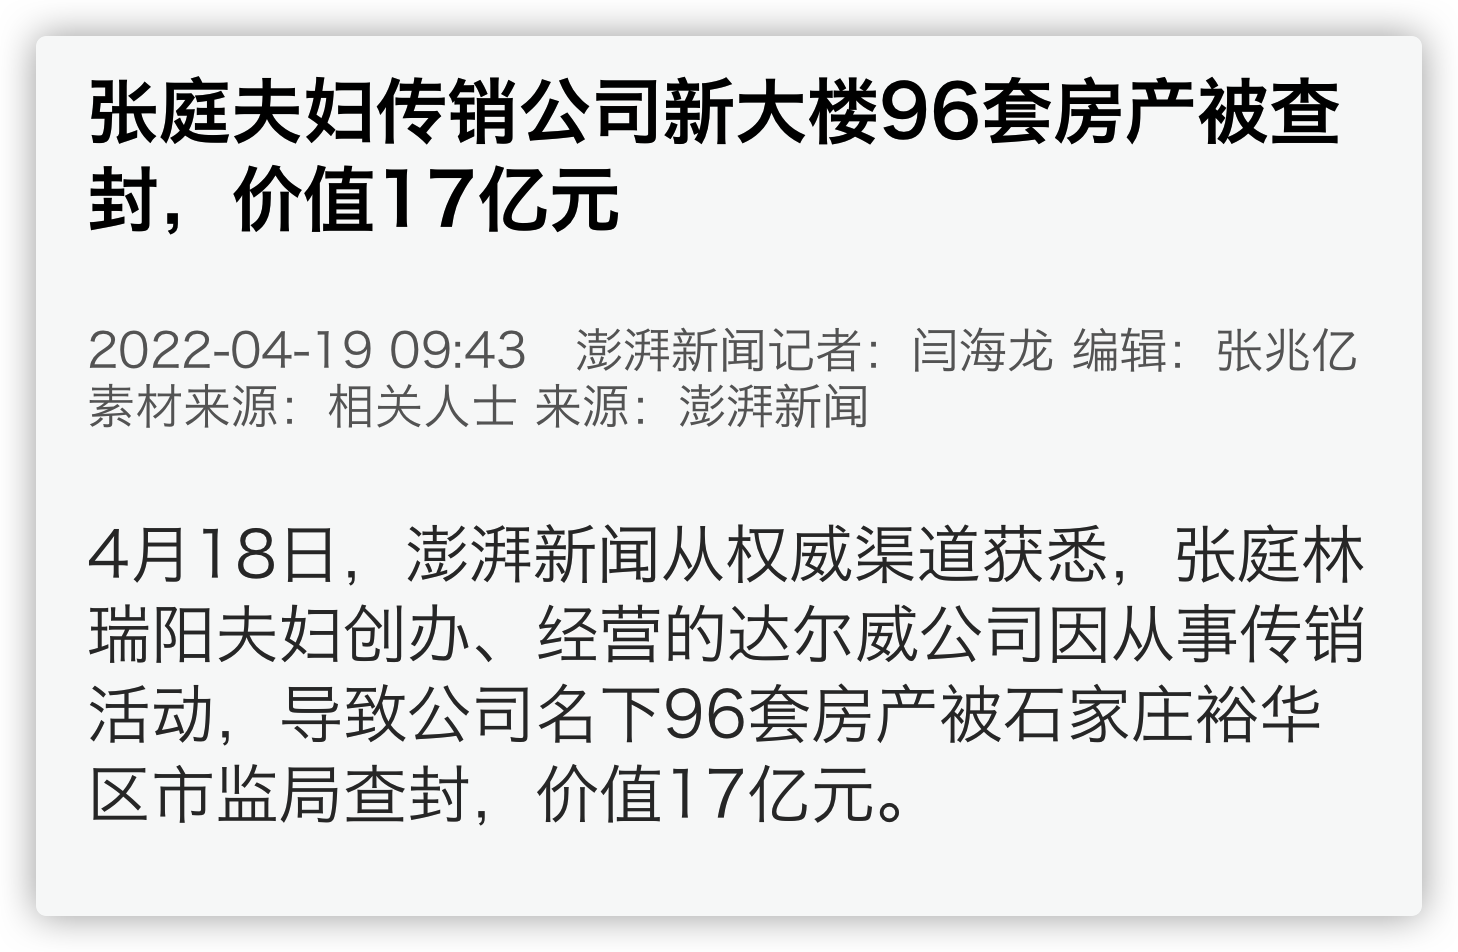 张庭夫妇传销公司新大楼96套房产被查
封，价值17亿元
2022-04-19 09:43 澎湃新闻记者：闫海龙 编辑：张兆亿
素材来源：相关人士 来源：澎湃新闻
4月18日，澎湃新闻从权威渠道获悉，张庭林
瑞阳夫妇创办、经营的达尔威公司因从事传销
活动，导致公司名下96套房产被石家庄裕华
区市监局查封，价值17亿元。